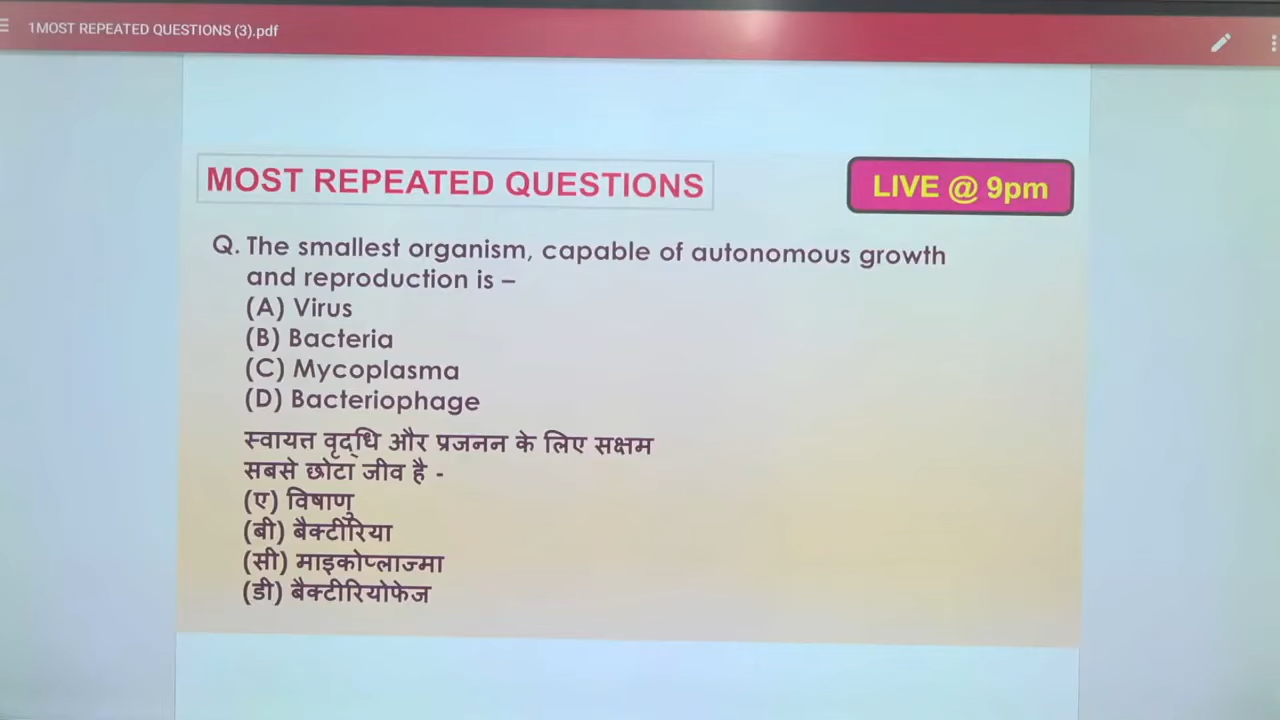 1MOST REPEATED QUESTIONS (3).pdf
MOST REPEATED QUESTIONS
LIVE @ 9pm
Q. The smallest organism, capable of autonomous growth
and reproduction is –
(A) Virus
(B) Bacteria
(C) Mycoplasma
(D) Bacteriophage
स्वायत्त वृद्धि और प्रजनन के लिए सक्षम
सबसे छोटा जीव है -
(ए) विषाणु
(बी) बैक्टीरिया
(सी) माइकोप्लाज्मा
(डी) बैक्टीरियोफेज